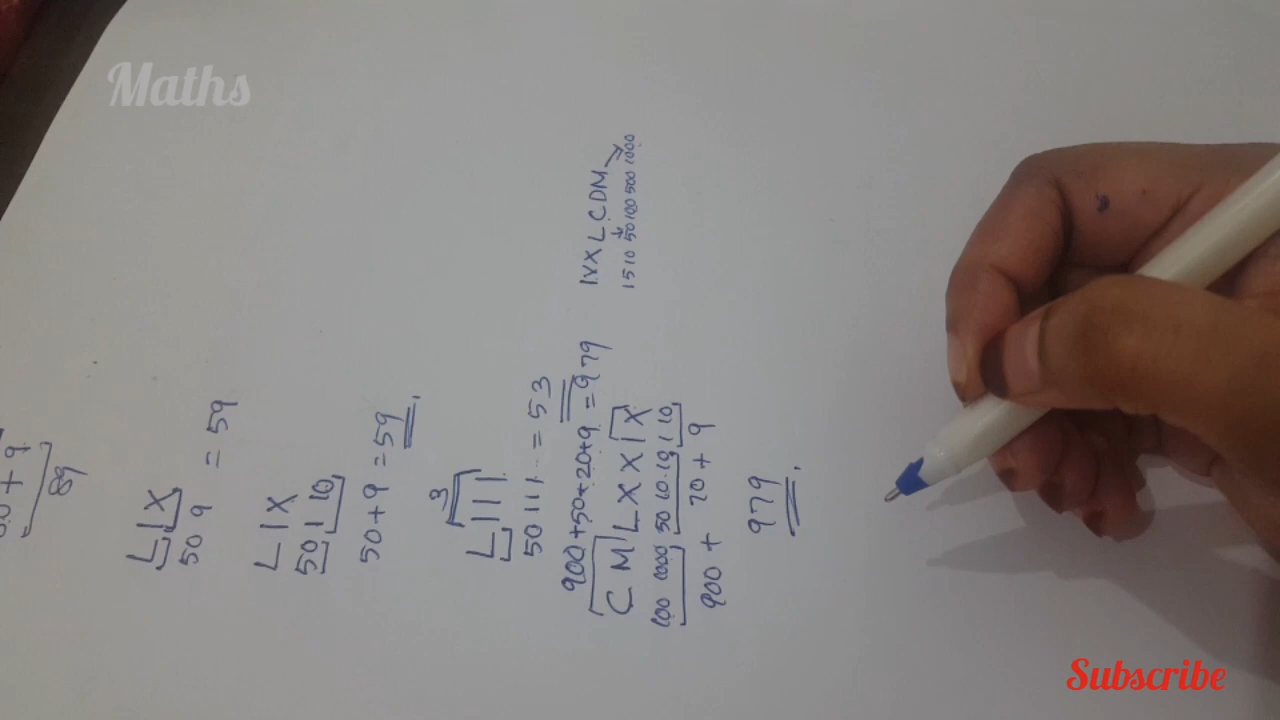 Maths
89
L I X
50 9 = 59
L I X
50 1 10
50 + 9 = 59
3
L I I I
50 1 1 1 = 53
900+50+20+9 = 979
C M L X X I X
100 1000 50 10 10 1 10
900 + 70 + 9
979
I V X L C D M
1 5 10 50 100 500 1000
Subscribe